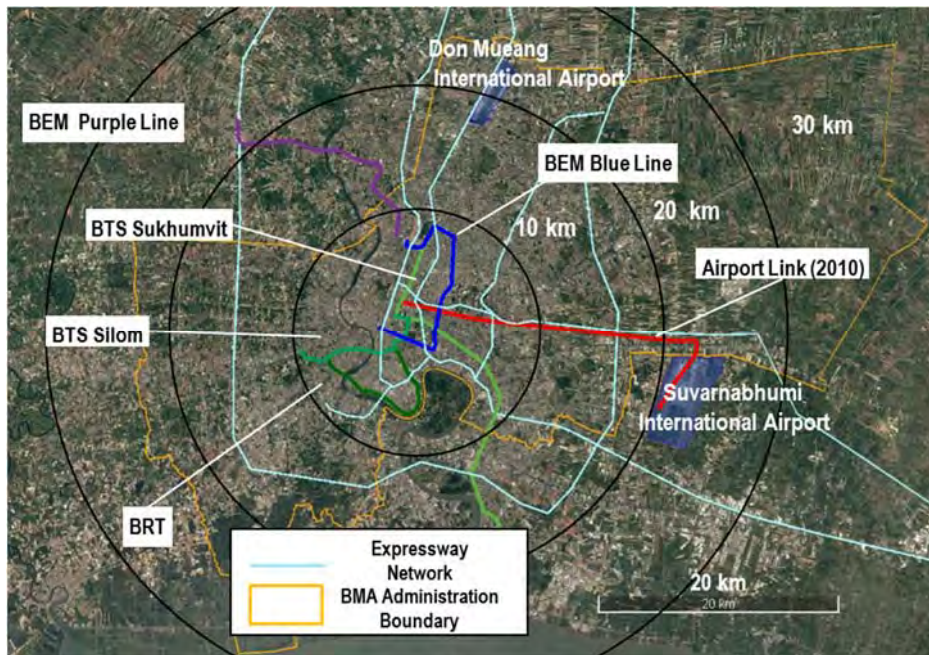 Don Mueang
International Airport
BEM Purple Line
30 km
BEM Blue Line
BTS Sukhumvit
10 km
20 km
Airport Link (2010)
BTS Silom
Suvarnabhumi
International Airport
BRT
Expressway
Network
BMA Administration
Boundary
20 km
20 km